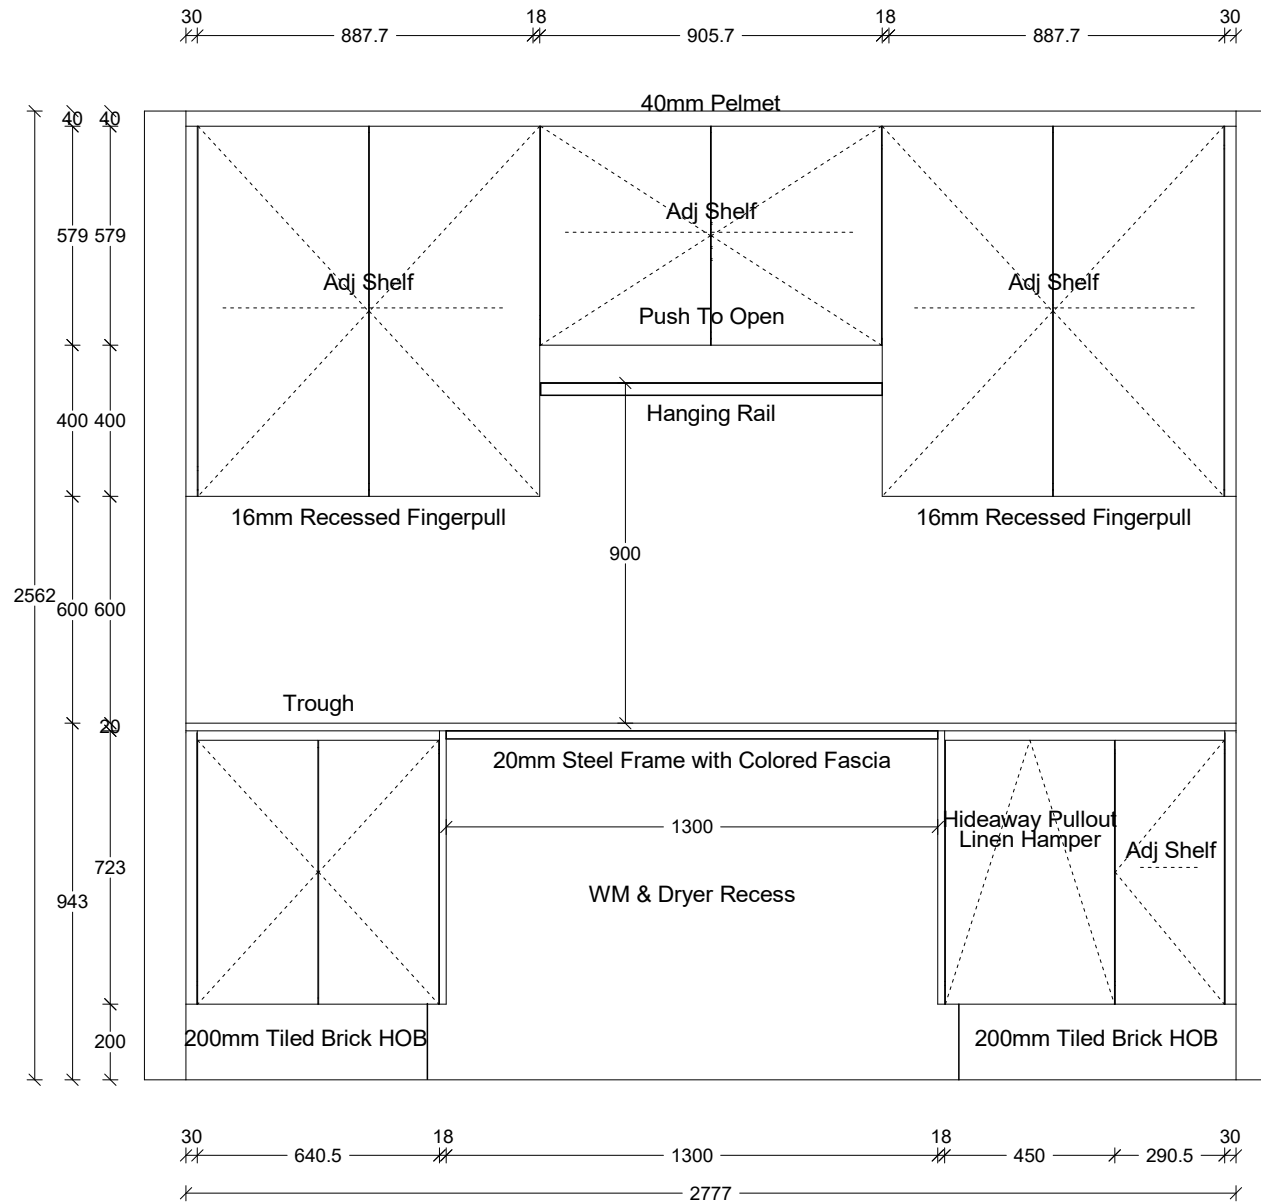 30 18 18 30
887.7 905.7 887.7
40mm Pelmet
40 40
Adj Shelf
579 579
Adj Shelf Adj Shelf
Push To Open
Hanging Rail
400 400
16mm Recessed Fingerpull 16mm Recessed Fingerpull
900
2562
600 600
Trough
20
20mm Steel Frame with Colored Fascia
1300
Hideaway Pullout
Linen Hamper
Adj Shelf
723
WM & Dryer Recess
943
200mm Tiled Brick HOB 200mm Tiled Brick HOB
200
30 18 18 30
640.5 1300 450 290.5
2777